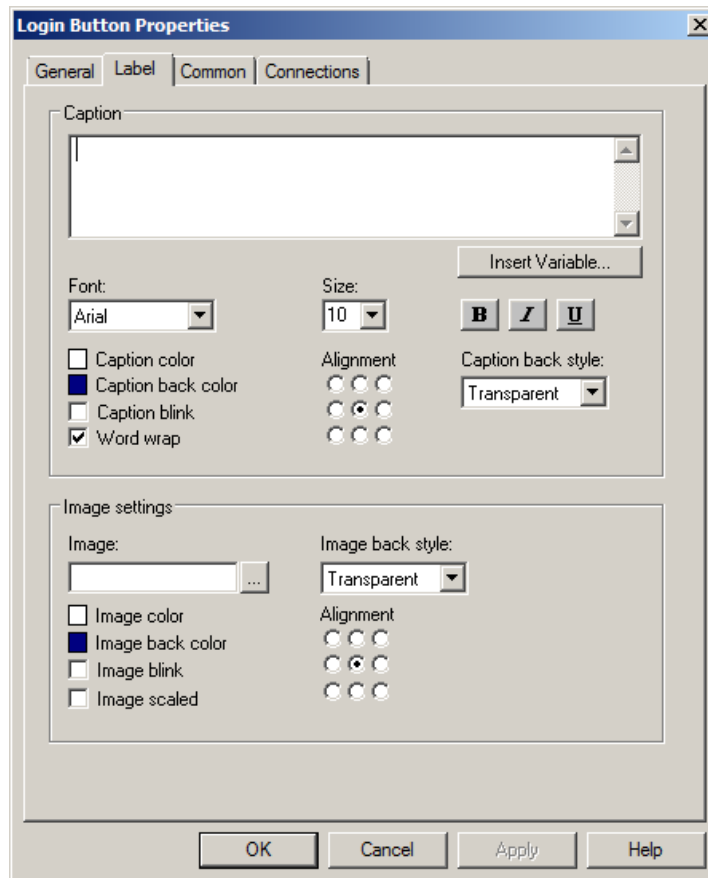 Login Button Properties
General Label Common Connections
Caption
Insert Variable...
Font: Size:
Arial 10 B I U
Caption color Alignment Caption back style:
Caption back color Transparent
Caption blink
Word wrap
Image settings
Image: Image back style:
... Transparent
Image color Alignment
Image back color
Image blink
Image scaled
OK Cancel Apply Help